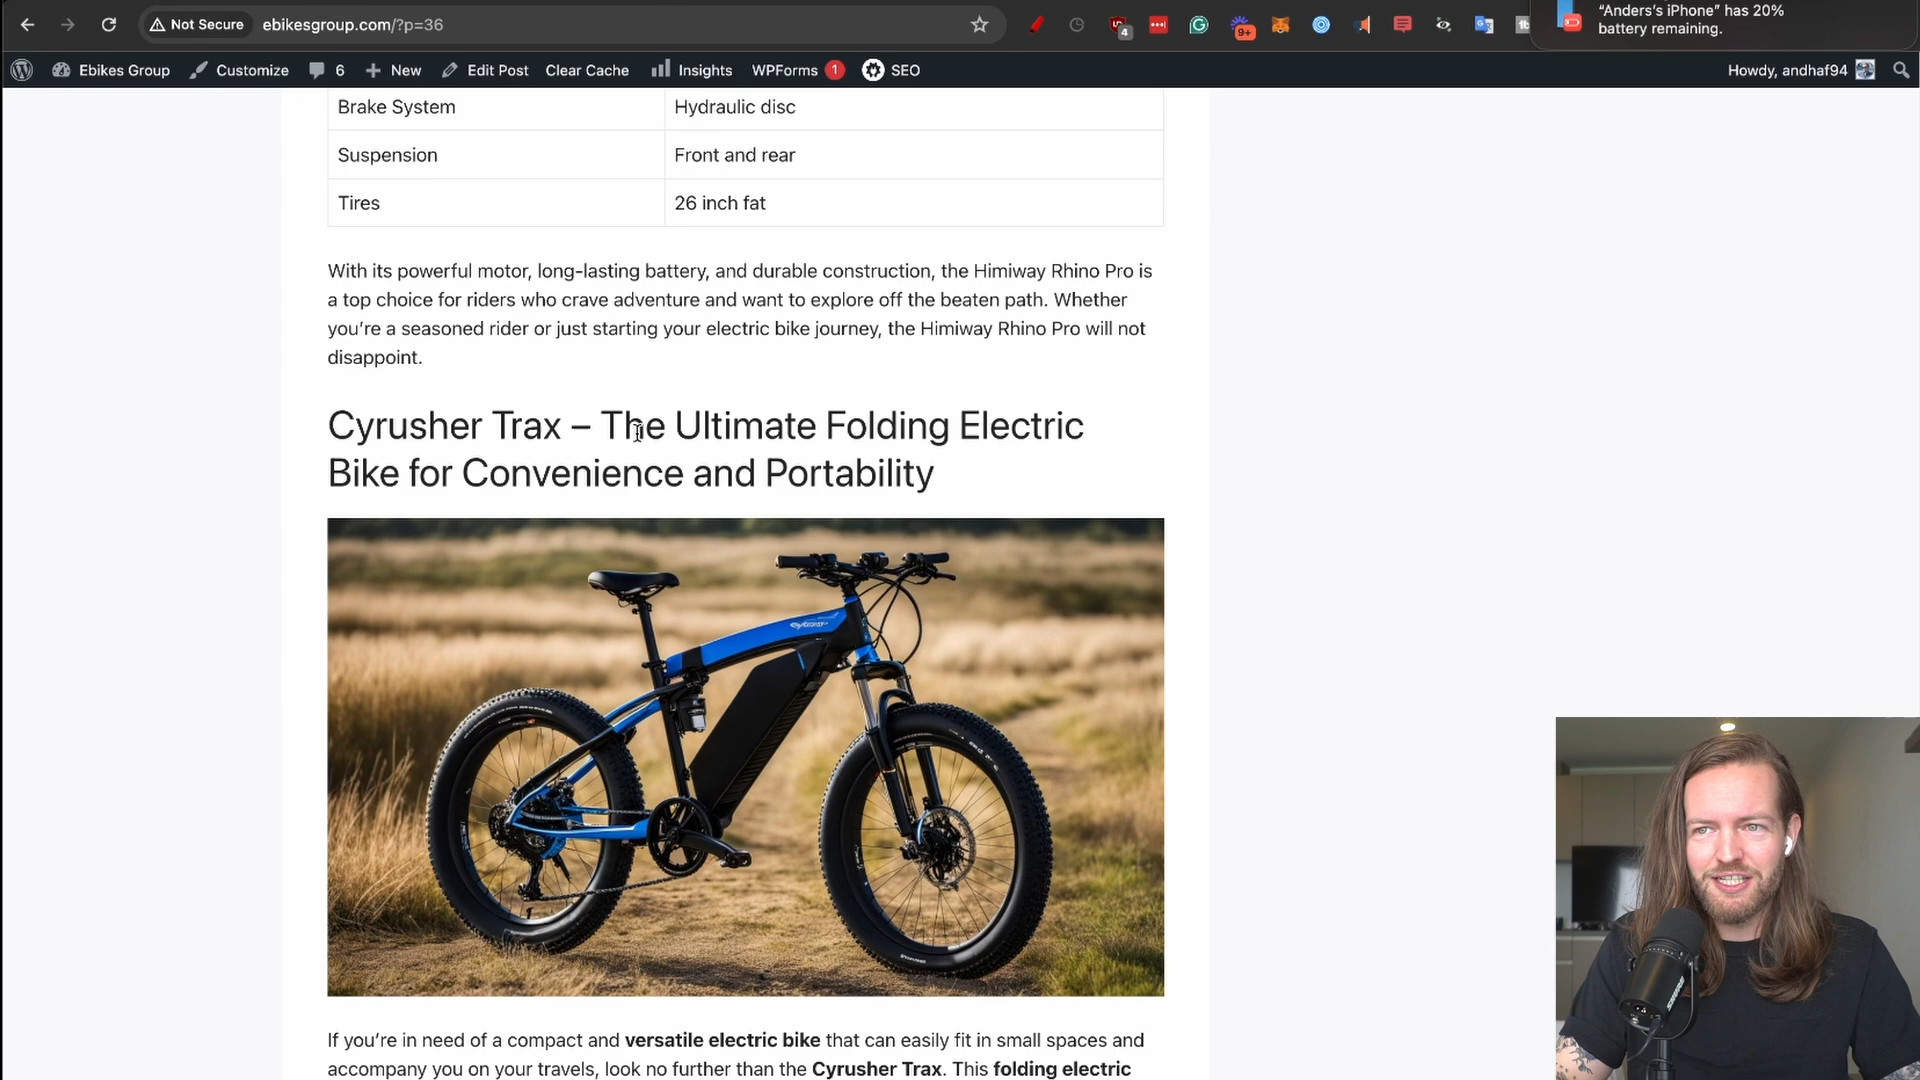 Not Secure
ebikesgroup.com/?p=36
4
9+
"Anders's iPhone" has 20%
battery remaining.
Ebikes Group
Customize
6
New
Edit Post
Clear Cache
Insights
WPForms 1
SEO
Howdy, andhaf94
Brake System Hydraulic disc
Suspension Front and rear
Tires 26 inch fat
With its powerful motor, long-lasting battery, and durable construction, the Himiway Rhino Pro is
a top choice for riders who crave adventure and want to explore off the beaten path. Whether
you're a seasoned rider or just starting your electric bike journey, the Himiway Rhino Pro will not
disappoint.
Cyrusher Trax – The Ultimate Folding Electric
Bike for Convenience and Portability
If you're in need of a compact and versatile electric bike that can easily fit in small spaces and
accompany you on your travels, look no further than the Cyrusher Trax. This folding electric